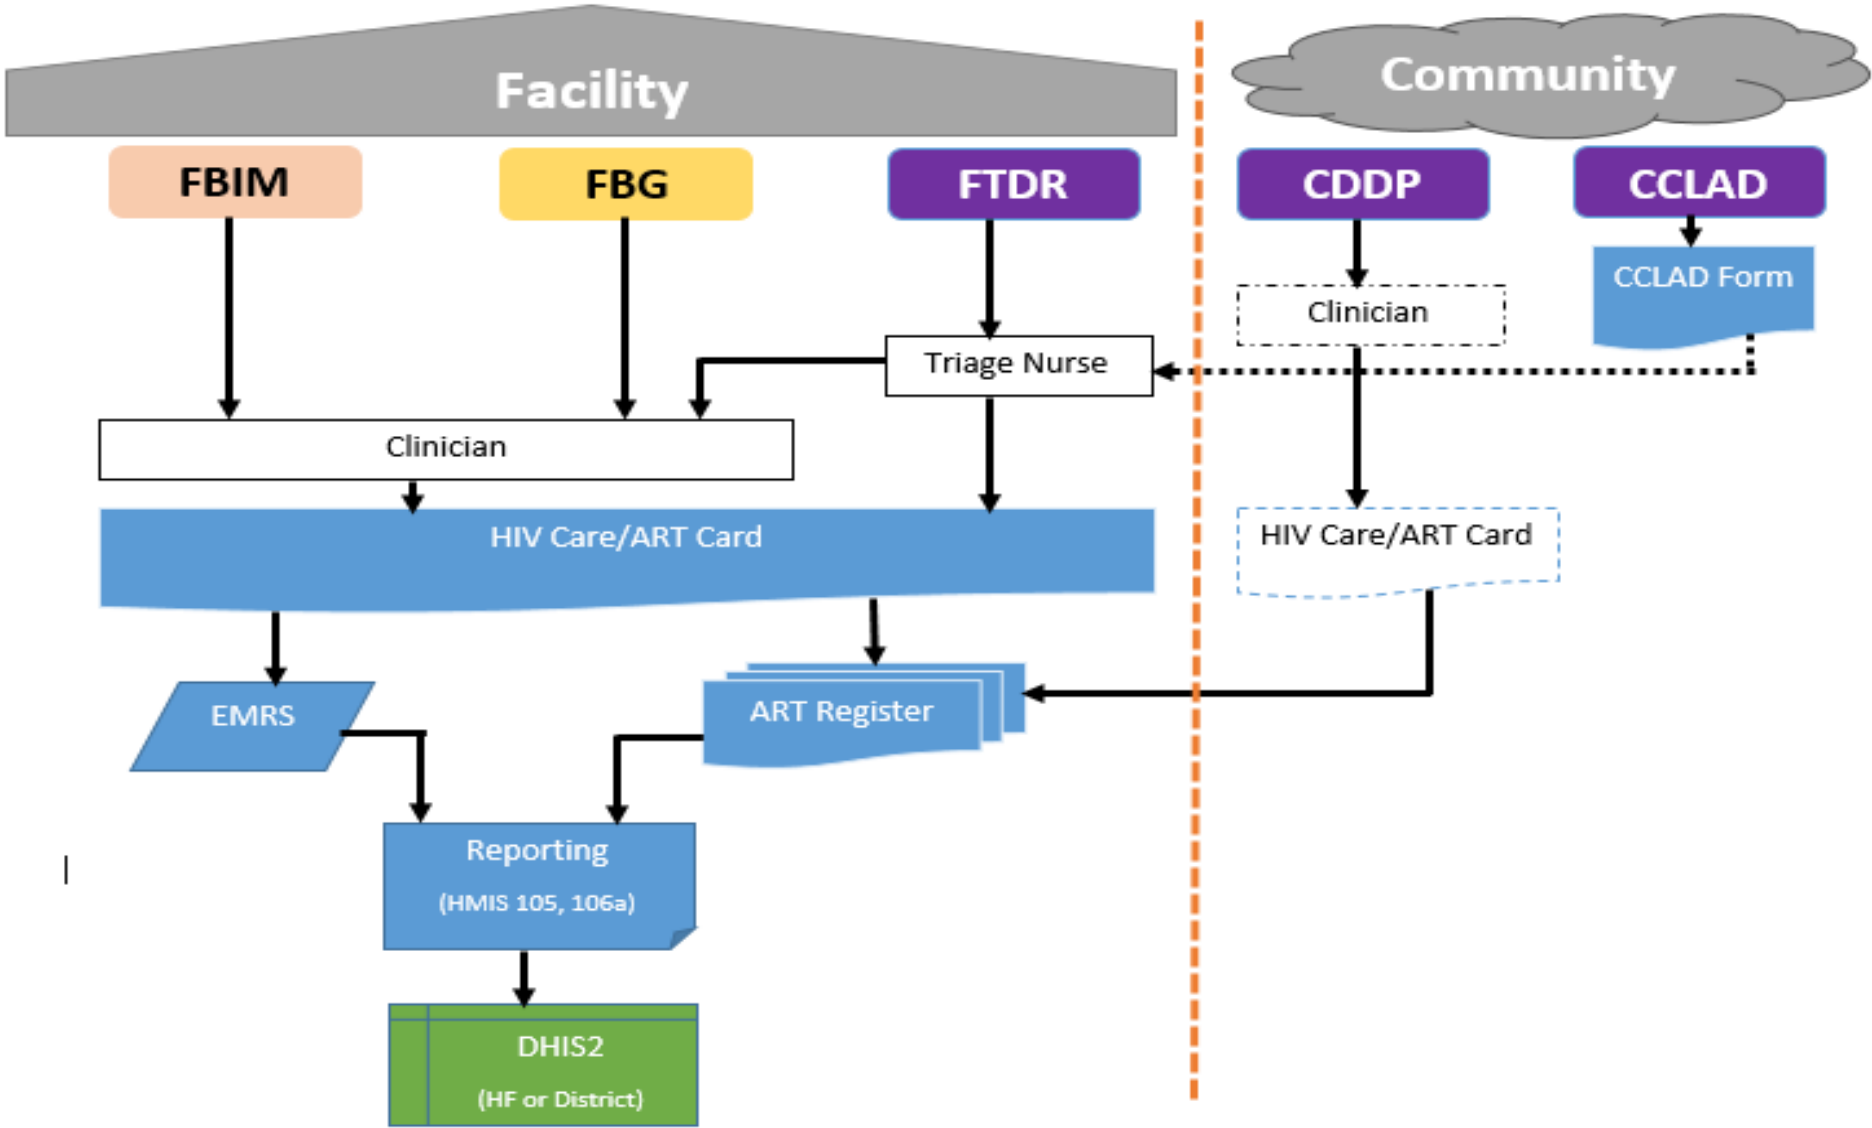 Facility
Community
FBIM
FBG
FTDR
CDDP
CCLAD
CCLAD Form
Clinician
Triage Nurse
Clinician
HIV Care/ART Card
HIV Care/ART Card
EMRS
ART Register
Reporting
(HMIS 105, 106a)
DHIS2
(HF or District)